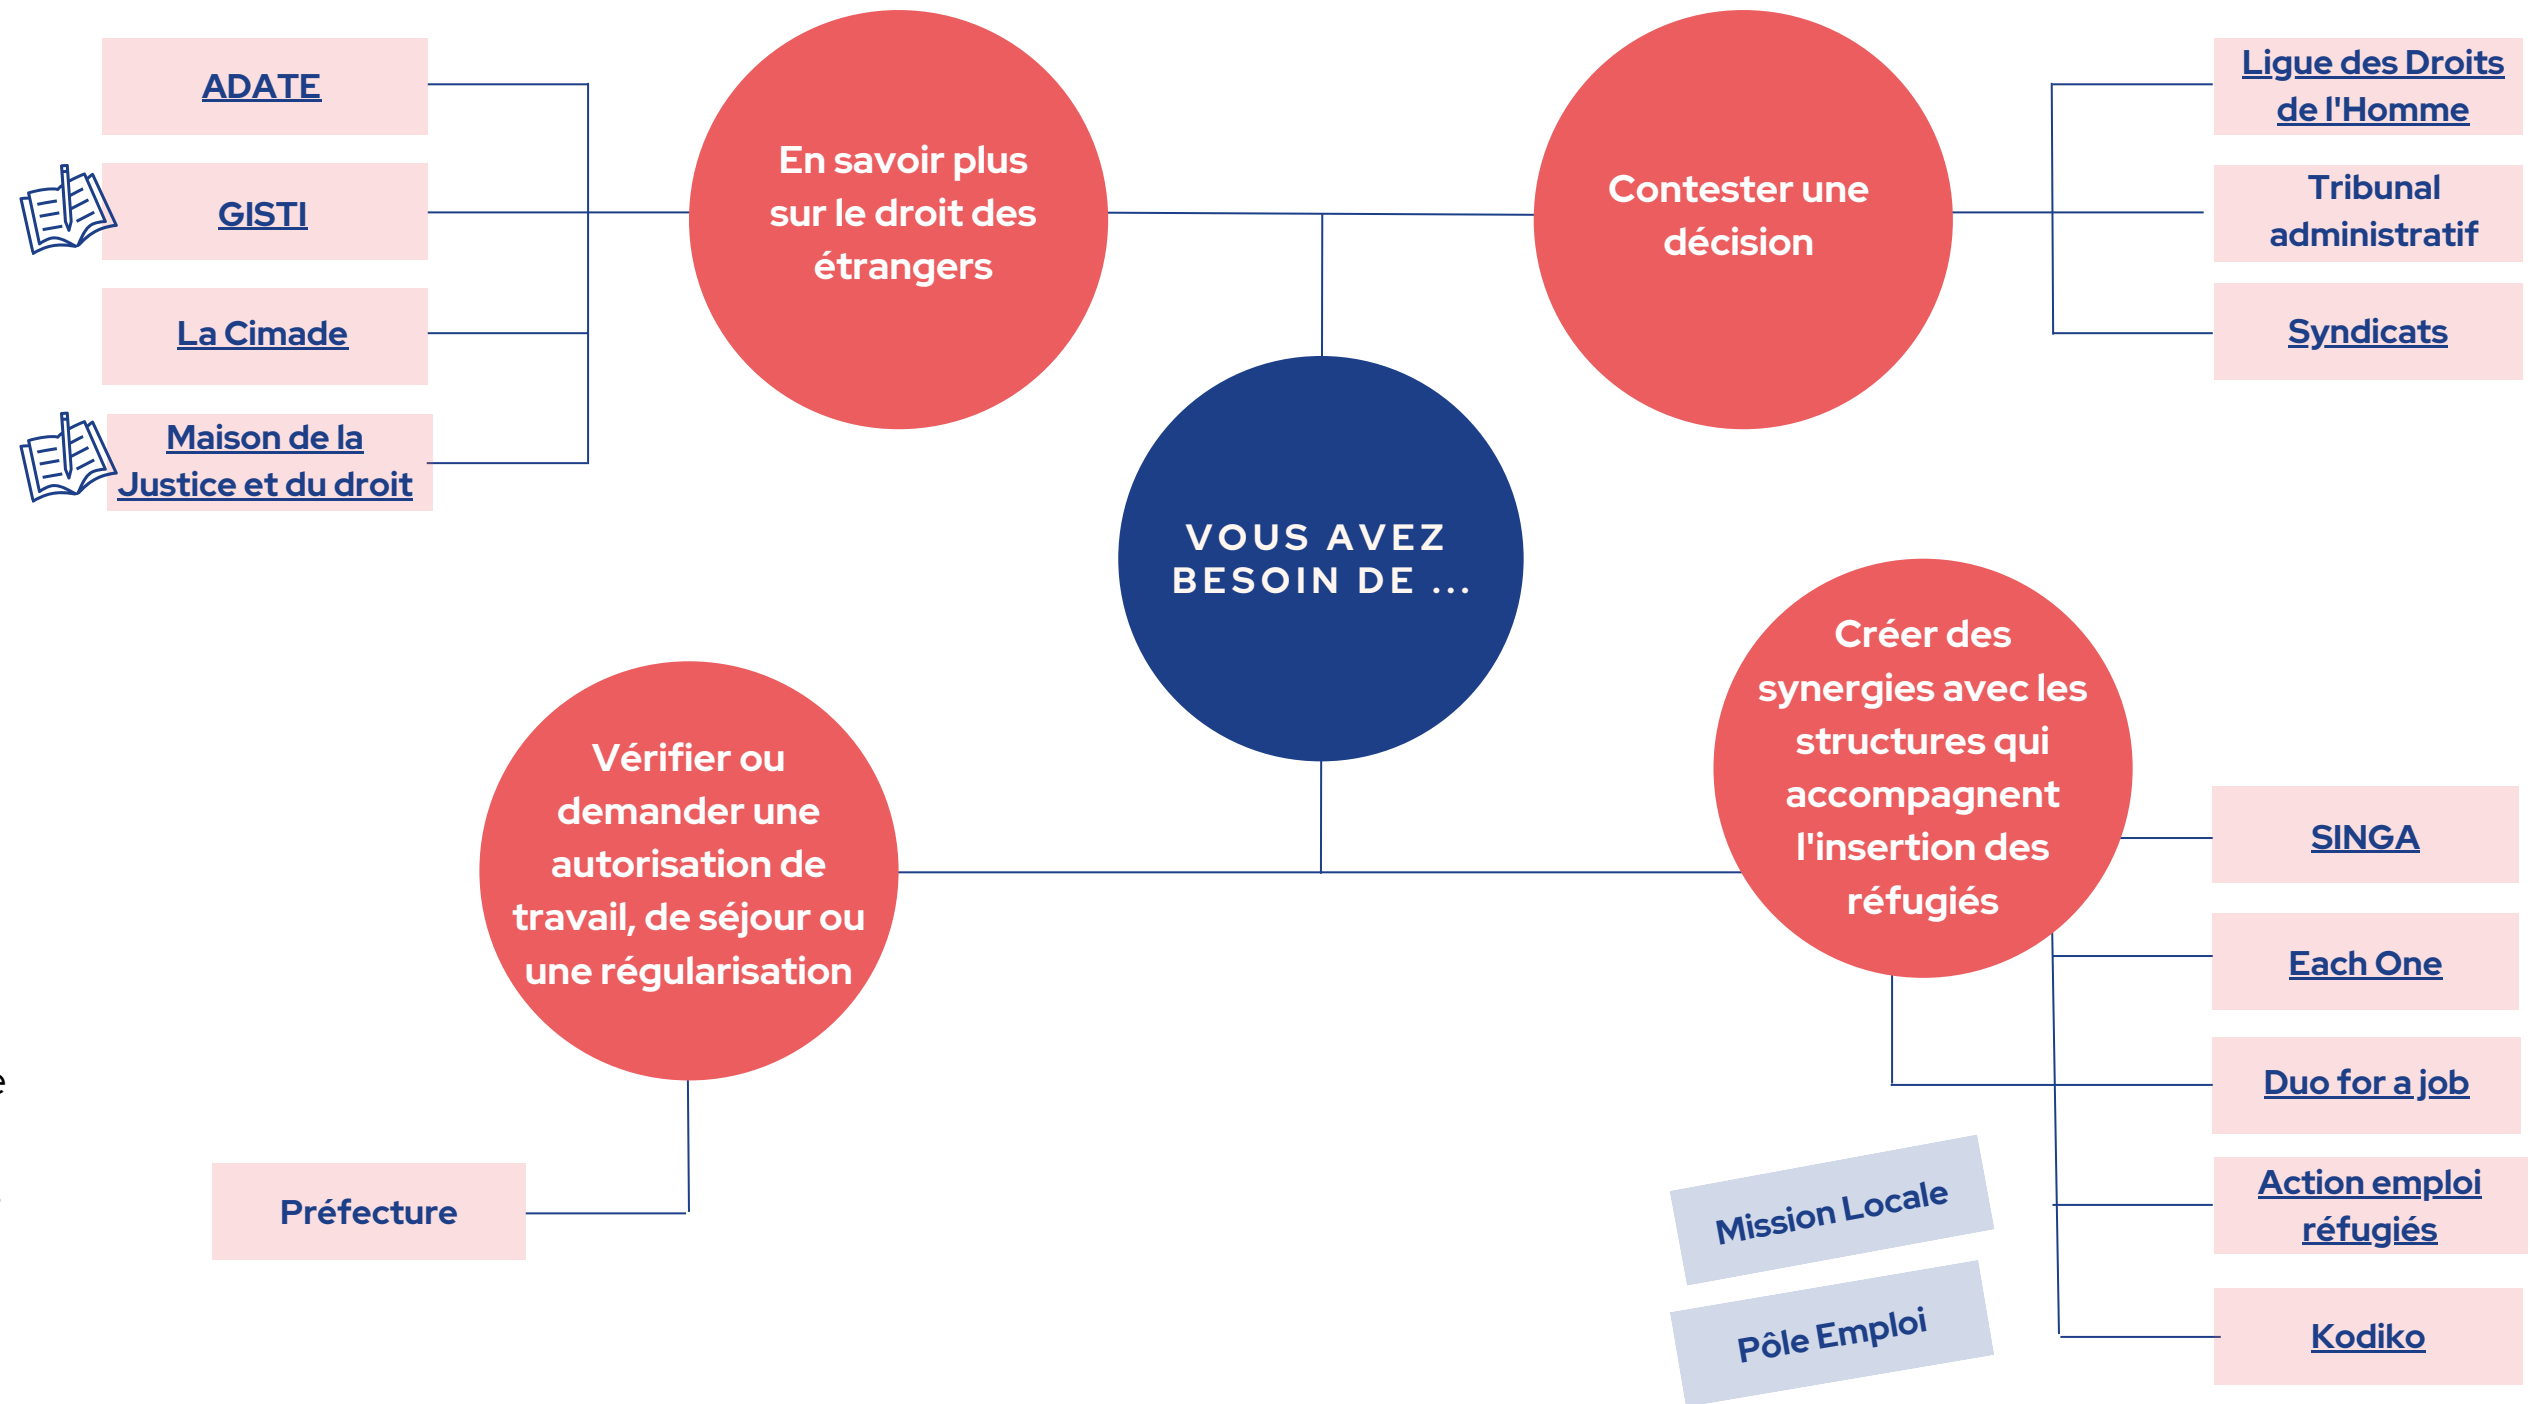 ADATE
GISTI
La Cimade
Maison de la
Justice et du droit
En savoir plus
sur le droit des
étrangers
Contester une
décision
Ligue des Droits
de l'Homme
Tribunal
administratif
Syndicats
VOUS AVEZ
BESOIN DE ...
Vérifier ou
demander une
autorisation de
travail, de séjour ou
une régularisation
Préfecture
Créer des
synergies avec les
structures qui
accompagnent
l'insertion des
réfugiés
SINGA
Each One
Duo for a job
Action emploi
réfugiés
Kodiko
Mission Locale
Pôle Emploi